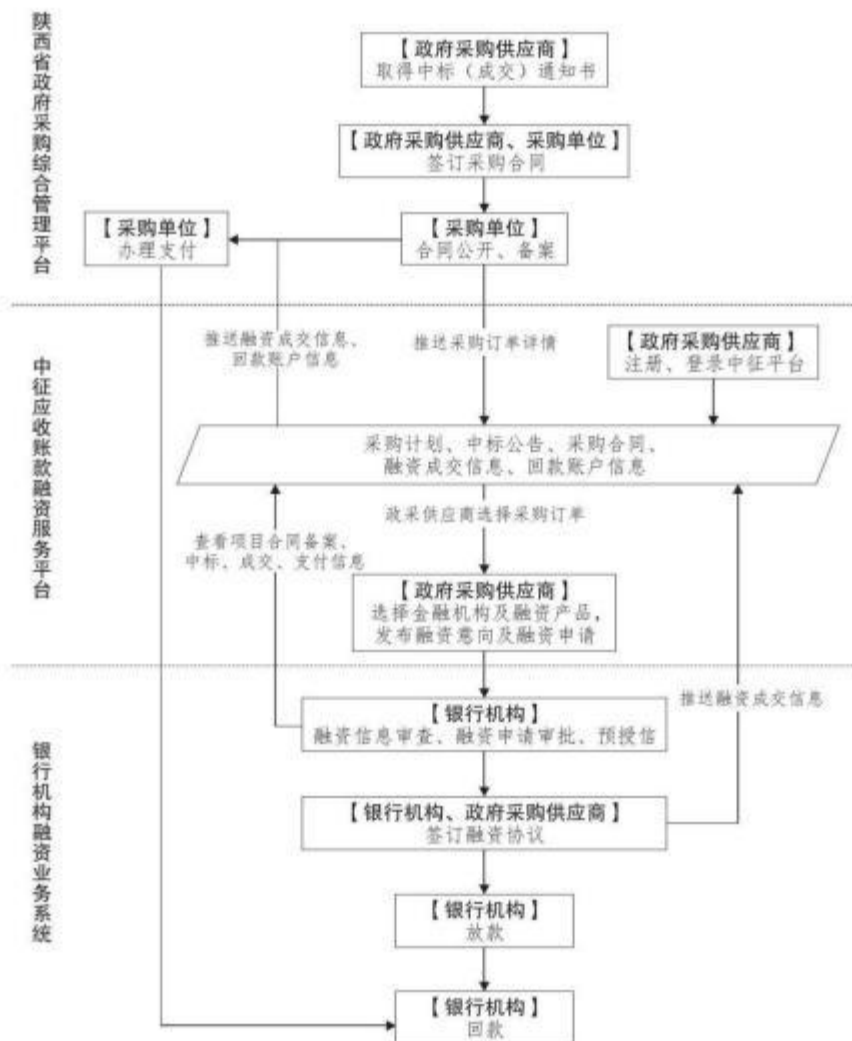 陕西省政府采购综合管理平台
【政府采购供应商】
取得中标（成交）通知书
【政府采购供应商、采购单位】
签订采购合同
【采购单位】
办理支付
【采购单位】
合同公开、备案
中征应收账款融资服务平台
推送融资成交信息、
回款账户信息
推送采购订单详情
【政府采购供应商】
注册、登录中征平台
采购计划、中标公告、采购合同、
融资成交信息、回款账户信息
政采供应商选择采购订单
查看项目合同备案、
中标、成交、支付信息
【政府采购供应商】
选择金融机构及融资产品，
发布融资意向及融资申请
银行机构融资业务系统
【银行机构】
融资信息审查、融资申请审批、预授信
推送融资成交信息
【银行机构、政府采购供应商】
签订融资协议
【银行机构】
放款
【银行机构】
回款